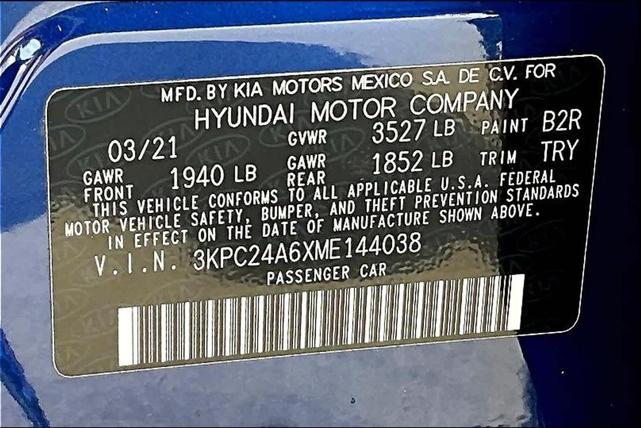 MFD. BY KIA MOTORS MEXICO S.A. DE C.V. FOR
HYUNDAI MOTOR COMPANY
03/21 GVWR 3527 LB PAINT B2R
GAWR FRONT 1940 LB GAWR REAR 1852 LB TRIM TRY
THIS VEHICLE CONFORMS TO ALL APPLICABLE U.S.A. FEDERAL
MOTOR VEHICLE SAFETY, BUMPER, AND THEFT PREVENTION STANDARDS
IN EFFECT ON THE DATE OF MANUFACTURE SHOWN ABOVE.
V.I.N. 3KPC24A6XME144038
PASSENGER CAR